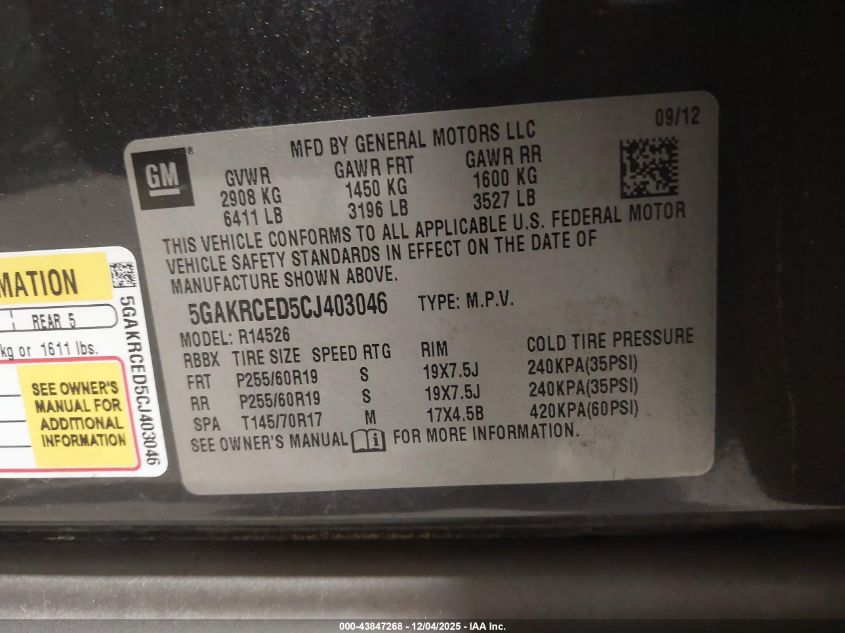 09/12
MFD BY GENERAL MOTORS LLC
GM ®
GVWR GAWR FRT GAWR RR
2908 KG 1450 KG 1600 KG
6411 LB 3196 LB 3527 LB
THIS VEHICLE CONFORMS TO ALL APPLICABLE U.S. FEDERAL MOTOR
VEHICLE SAFETY STANDARDS IN EFFECT ON THE DATE OF
MANUFACTURE SHOWN ABOVE.
5GAKRCED5CJ403046 TYPE: M.P.V.
MODEL: R14526
RBBX TIRE SIZE SPEED RTG RIM COLD TIRE PRESSURE
FRT P255/60R19 S 19X7.5J 240KPA(35PSI)
RR P255/60R19 S 19X7.5J 240KPA(35PSI)
SPA T145/70R17 M 17X4.5B 420KPA(60PSI)
SEE OWNER'S MANUAL FOR MORE INFORMATION.
MATION
REAR 5
kg or 1611 lbs.
SEE OWNER'S
MANUAL FOR
ADDITIONAL
INFORMATION
5GAKRCED5CJ403046
000-43847268 - 12/04/2025 - IAA Inc.